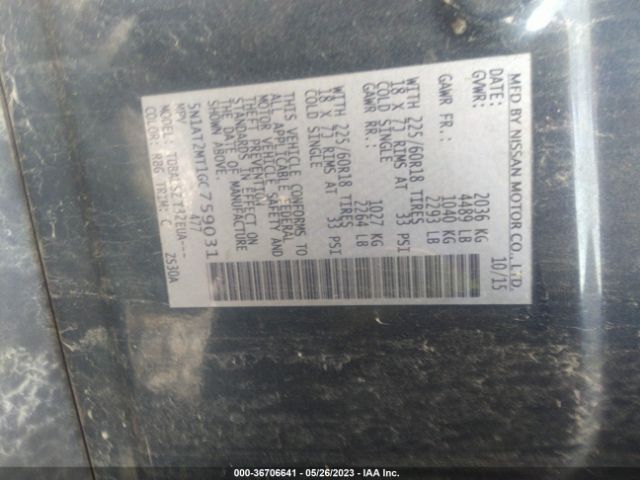 MFD BY NISSAN MOTOR CO., LTD.
DATE: 10/15
GVWR: 2036 KG
4489 LB
GAWR FR.: 1040 KG
2293 LB
WITH 225/60R18 TIRES
18 X 7J RIMS AT 33 PSI
COLD SINGLE
GAWR RR.: 1027 KG
2264 LB
WITH 225/60R18 TIRES
18 X 7J RIMS AT 33 PSI
COLD SINGLE
THIS VEHICLE CONFORMS TO
ALL APPLICABLE FEDERAL
MOTOR VEHICLE SAFETY AND
THEFT PREVENTION
STANDARDS IN EFFECT ON
THE DATE OF MANUFACTURE
SHOWN ABOVE.
5N1AT2MT1GC759031
MPV 477
MODEL:
COLOR: RBG TRIM: C 2S30A
000-36706641 - 05/26/2023 - IAA Inc.